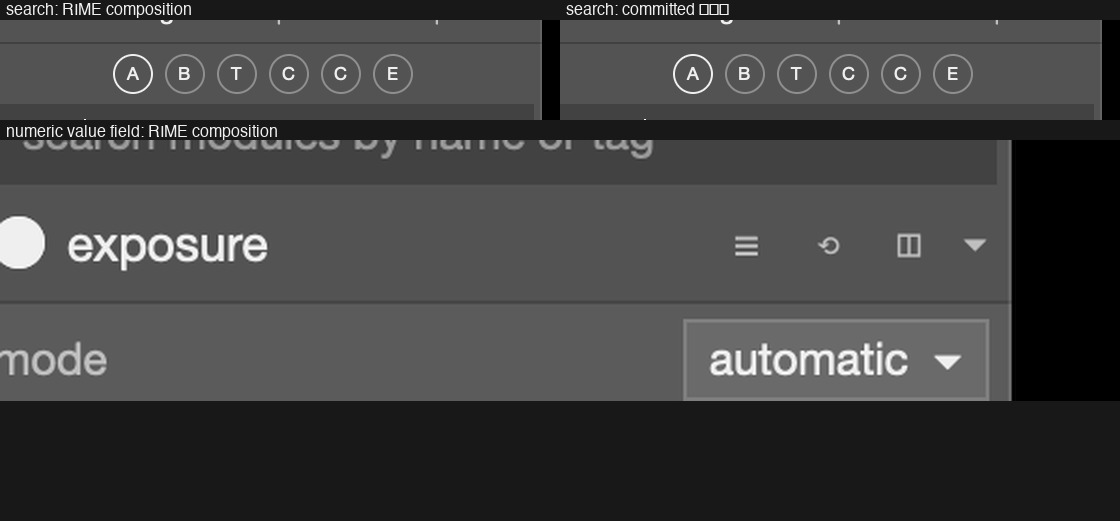 search: RIME composition
search: committed □□□
A B T C C E
A B T C C E
numeric value field: RIME composition
search modules by name or tag
exposure
mode
automatic